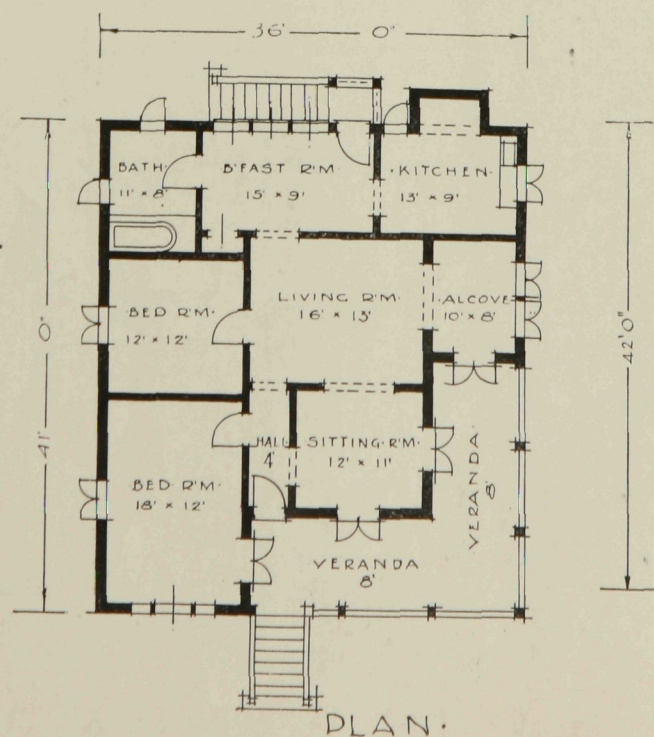 36' 0"
BATH
11' × 8'
B'FAST R'M·
15' × 9'
·KITCHEN·
13' × 9'
41' 0"
42' 0"
·BED R'M·
12' × 12'
LIVING R'M·
16' × 13'
·ALCOVE
10' × 8'
HALL
4'
SITTING·R'M·
12' × 11'
·BED R'M·
18' × 12'
VERANDA
8'
VERANDA·
8'
PLAN·